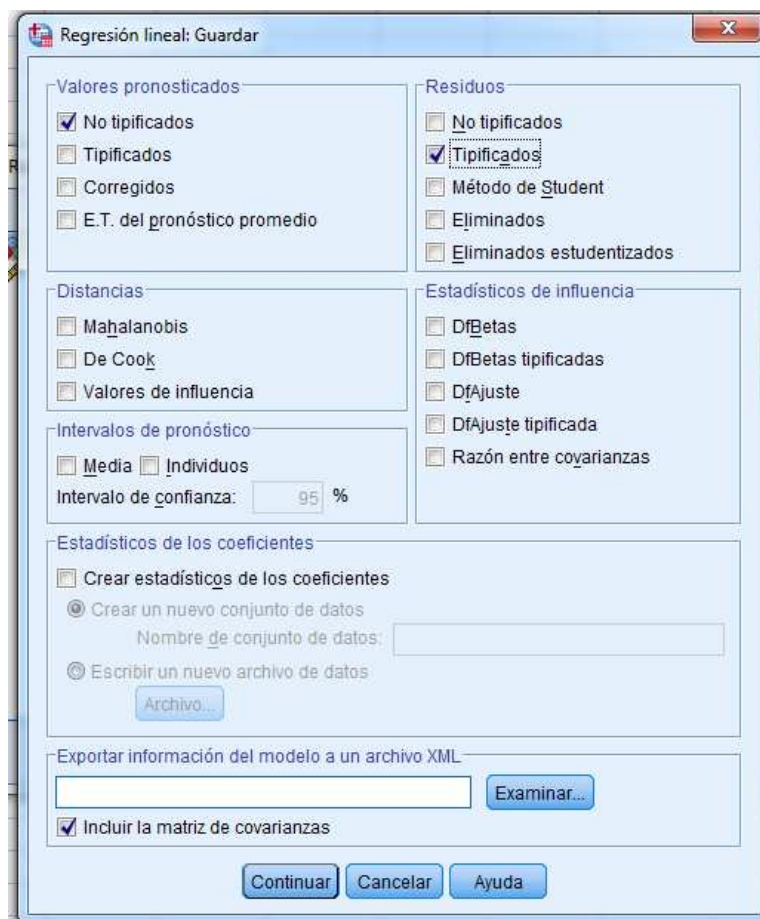 Regresión lineal: Guardar
Valores pronosticados
No tipificados
Tipificados
Corregidos
E.T. del pronóstico promedio
Residuos
No tipificados
Tipificados
Método de Student
Eliminados
Eliminados estudentizados
Distancias
Mahalanobis
De Cook
Valores de influencia
Estadísticos de influencia
DfBetas
DfBetas tipificadas
DfAjuste
DfAjuste tipificada
Razón entre covarianzas
Intervalos de pronóstico
Media Individuos
Intervalo de confianza: 95 %
Estadísticos de los coeficientes
Crear estadísticos de los coeficientes
Crear un nuevo conjunto de datos
Nombre de conjunto de datos:
Escribir un nuevo archivo de datos
Archivo...
Exportar información del modelo a un archivo XML
Examinar...
Incluir la matriz de covarianzas
Continuar Cancelar Ayuda